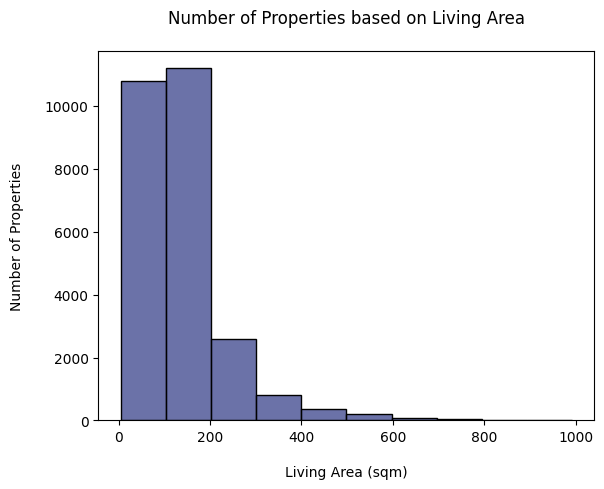 Number of Properties based on Living Area
10000
8000
6000
4000
2000
0
Number of Properties
0 200 400 600 800 1000
Living Area (sqm)